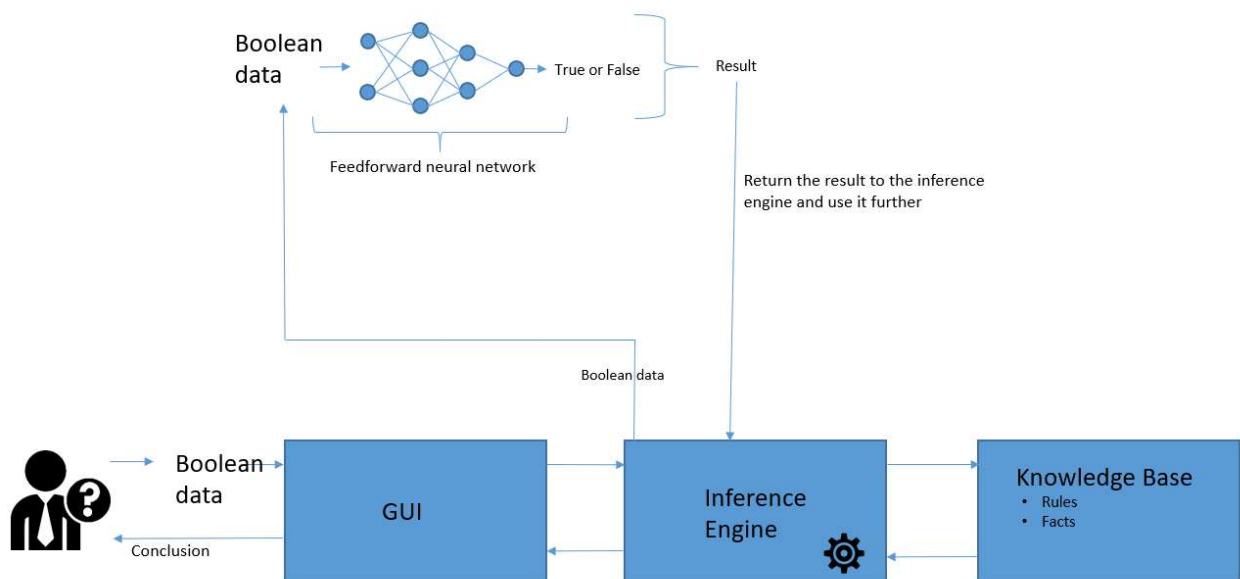 Boolean
data
True or False
Result
Feedforward neural network
Return the result to the inference
engine and use it further
Boolean data
Boolean
data
Conclusion
GUI
Inference
Engine
Knowledge Base
• Rules
• Facts
?